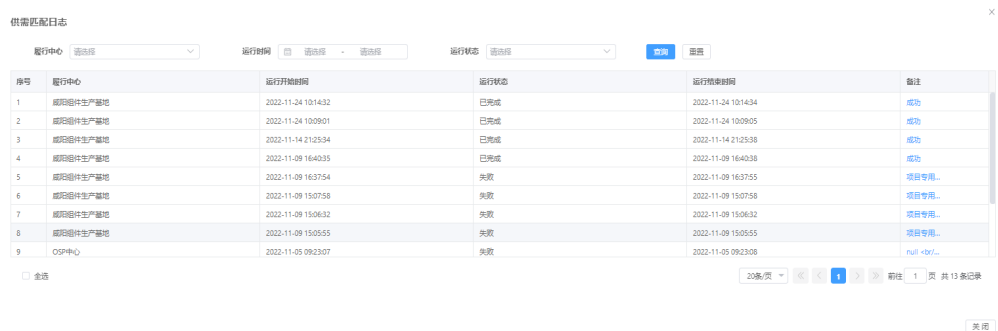 供需匹配日志
×
履行中心 请选择 运行时间 请选择 - 请选择 运行状态 请选择 查询 重置
序号 履行中心 运行开始时间 运行状态 运行结束时间 备注
1 咸阳组件生产基地 2022-11-24 10:14:32 已完成 2022-11-24 10:14:34 成功
2 咸阳组件生产基地 2022-11-24 10:09:01 已完成 2022-11-24 10:09:05 成功
3 咸阳组件生产基地 2022-11-14 21:25:34 已完成 2022-11-14 21:25:38 成功
4 咸阳组件生产基地 2022-11-09 16:40:35 已完成 2022-11-09 16:40:38 成功
5 咸阳组件生产基地 2022-11-09 16:37:54 失败 2022-11-09 16:37:55 项目专用...
6 咸阳组件生产基地 2022-11-09 15:07:58 失败 2022-11-09 15:07:58 项目专用...
7 咸阳组件生产基地 2022-11-09 15:06:32 失败 2022-11-09 15:06:32 项目专用...
8 咸阳组件生产基地 2022-11-09 15:05:55 失败 2022-11-09 15:05:55 项目专用...
9 OSP中心 2022-11-05 09:23:07 失败 2022-11-05 09:23:08 null <br/...
全选 20条/页 1 前往 1 页 共 13 条记录
关闭